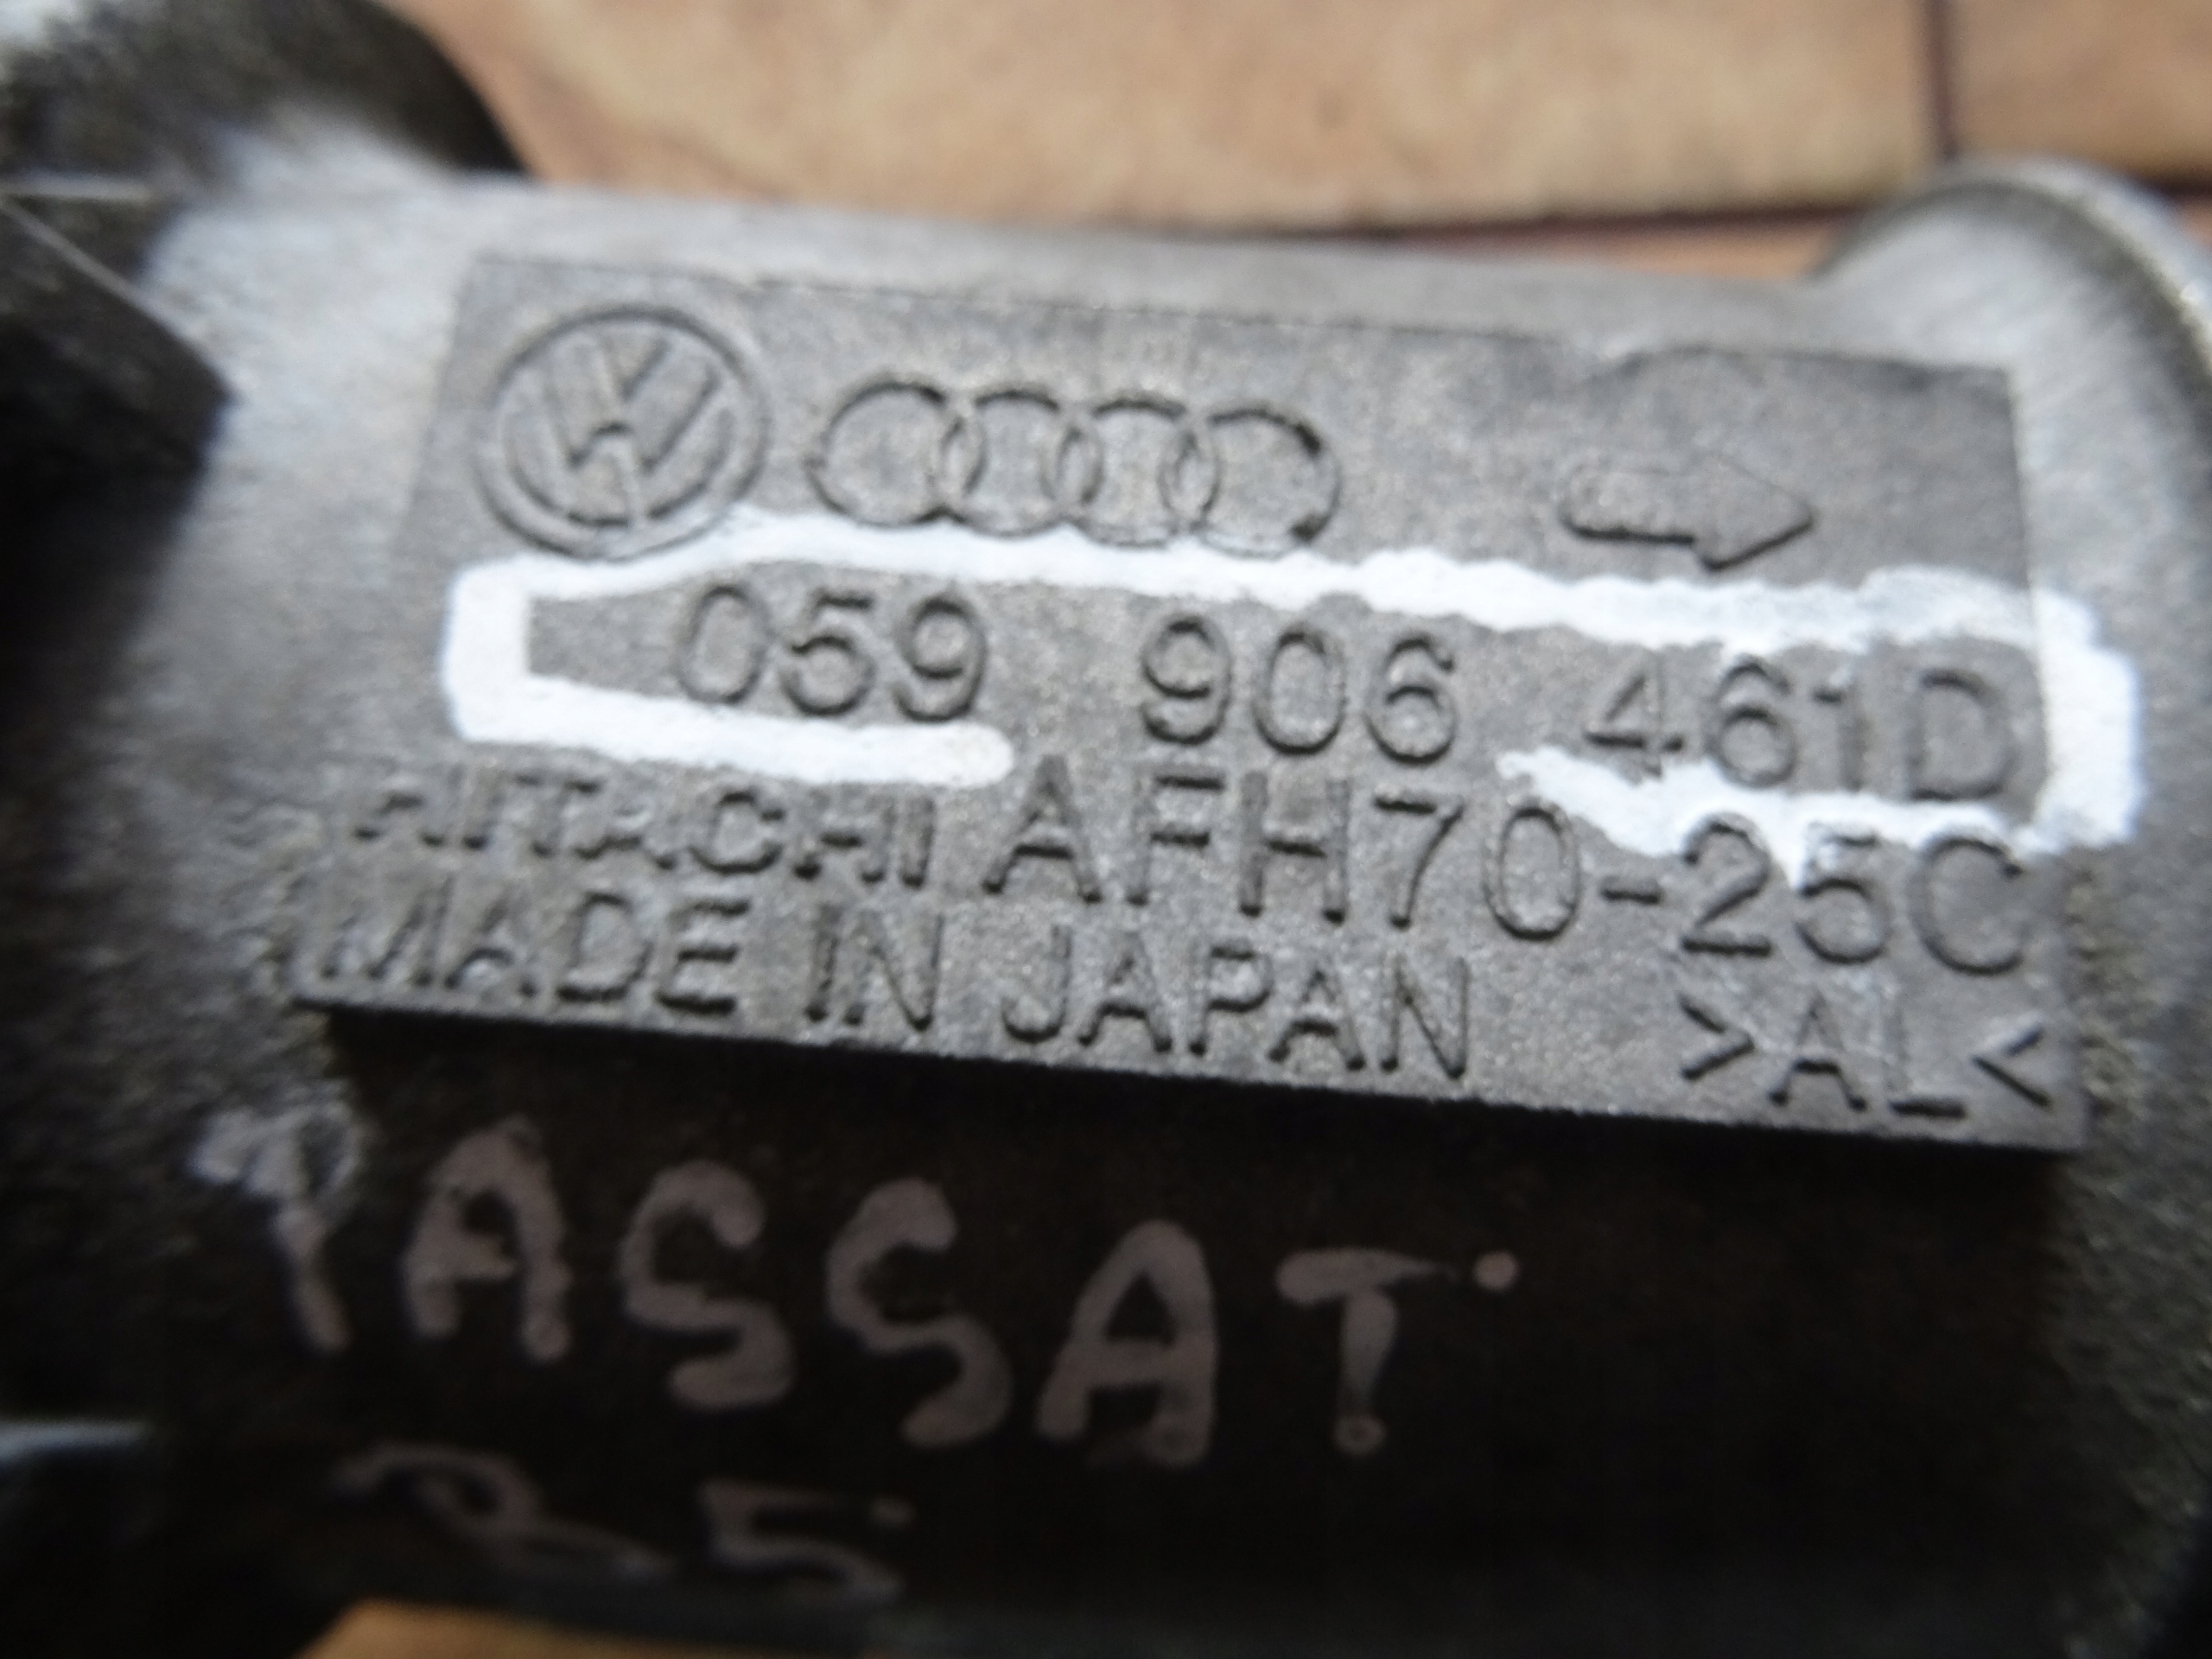 059 906 461D
HITACHI AFH70-25C
MADE IN JAPAN >AL<
PASSAT